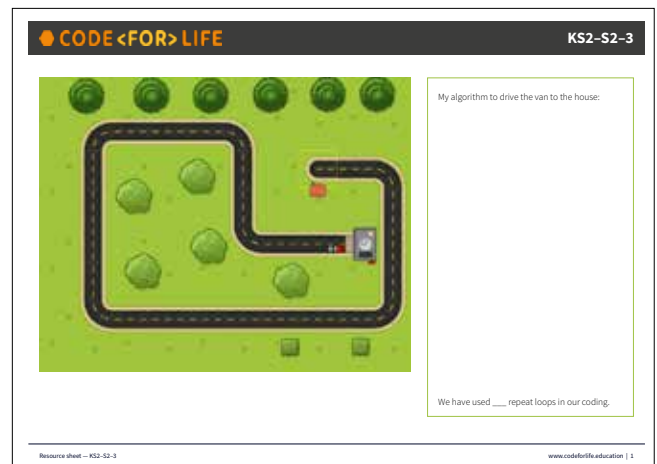 CODE <FOR> LIFE
KS2–S2–3
My algorithm to drive the van to the house:
We have used ___ repeat loops in our coding.
Resource sheet — KS2–S2–3
www.codeforlife.education | 1